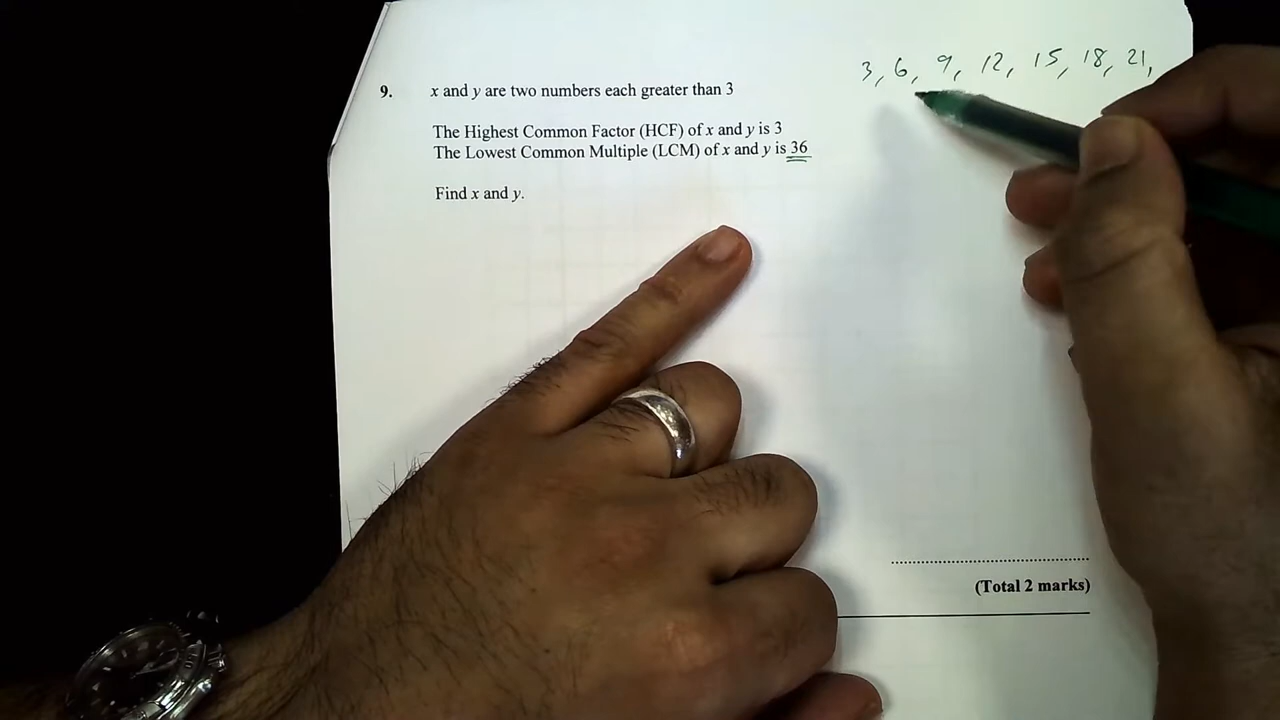 3, 6, 9, 12, 15, 18, 21,
9. x and y are two numbers each greater than 3
The Highest Common Factor (HCF) of x and y is 3
The Lowest Common Multiple (LCM) of x and y is 36
Find x and y.
(Total 2 marks)